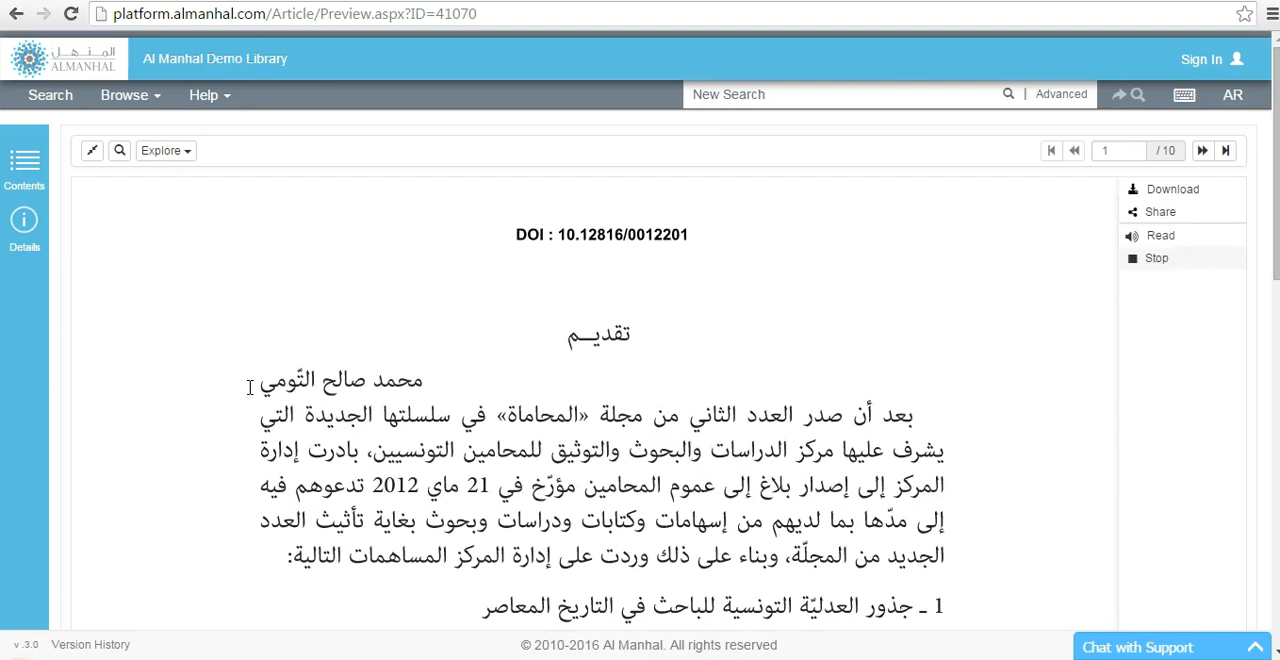 platform.almanhal.com/Article/Preview.aspx?ID=41070
المنهل
ALMANHAL
Al Manhal Demo Library
Sign In
Search
Browse
Help
New Search
| Advanced
AR
Contents
Details
Explore
1
/ 10
Download
Share
Read
Stop
DOI : 10.12816/0012201
تقديــم
محمد صالح التّومي
بعد أن صدر العدد الثاني من مجلة «المحاماة» في سلسلتها الجديدة التي
يشرف عليها مركز الدراسات والبحوث والتوثيق للمحامين التونسيين، بادرت إدارة
المركز إلى إصدار بلاغ إلى عموم المحامين مؤرّخ في 21 ماي 2012 تدعوهم فيه
إلى مدّها بما لديهم من إسهامات وكتابات ودراسات وبحوث بغاية تأثيث العدد
الجديد من المجلّة، وبناء على ذلك وردت على إدارة المركز المساهمات التالية:
1 ـ جذور العدليّة التونسية للباحث في التاريخ المعاصر
v .3.0
Version History
© 2010-2016 Al Manhal. All rights reserved
Chat with Support